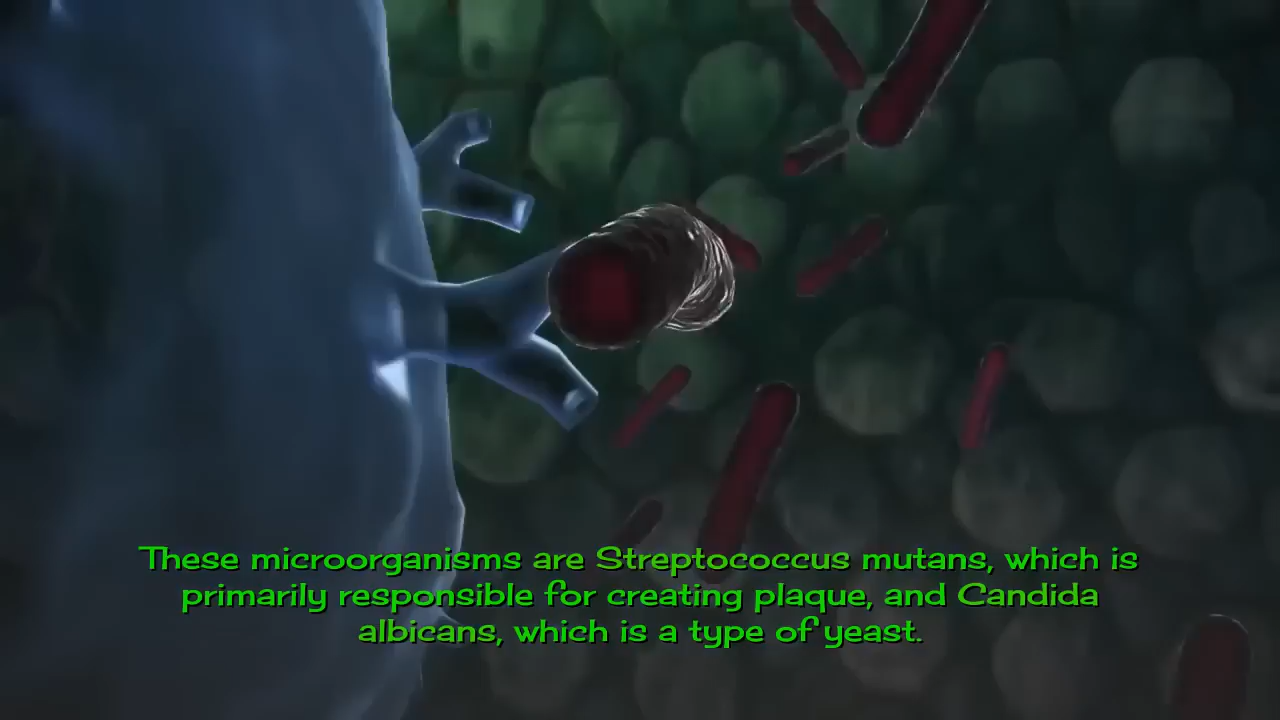 These microorganisms are Streptococcus mutans, which is
primarily responsible for creating plaque, and Candida
albicans, which is a type of yeast.